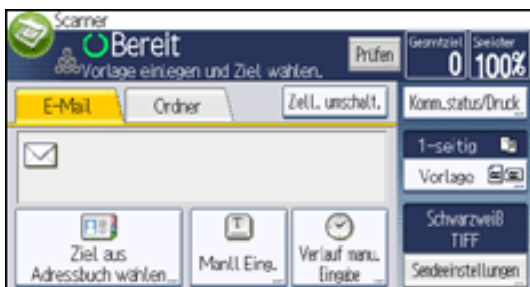 Scanner
Bereit
Vorlage einlegen und Ziel wählen.
Prüfen
Gesamtziel
0
Speicher
100%
E-Mail
Ordner
Zell. umschalt.
Komm.status/Druck
1-seitig
Vorlage
Schwarzweiß
TIFF
Sendeeinstellungen
Ziel aus
Adressbuch wählen
Manll Eing.
Verlauf manu.
Eingabe